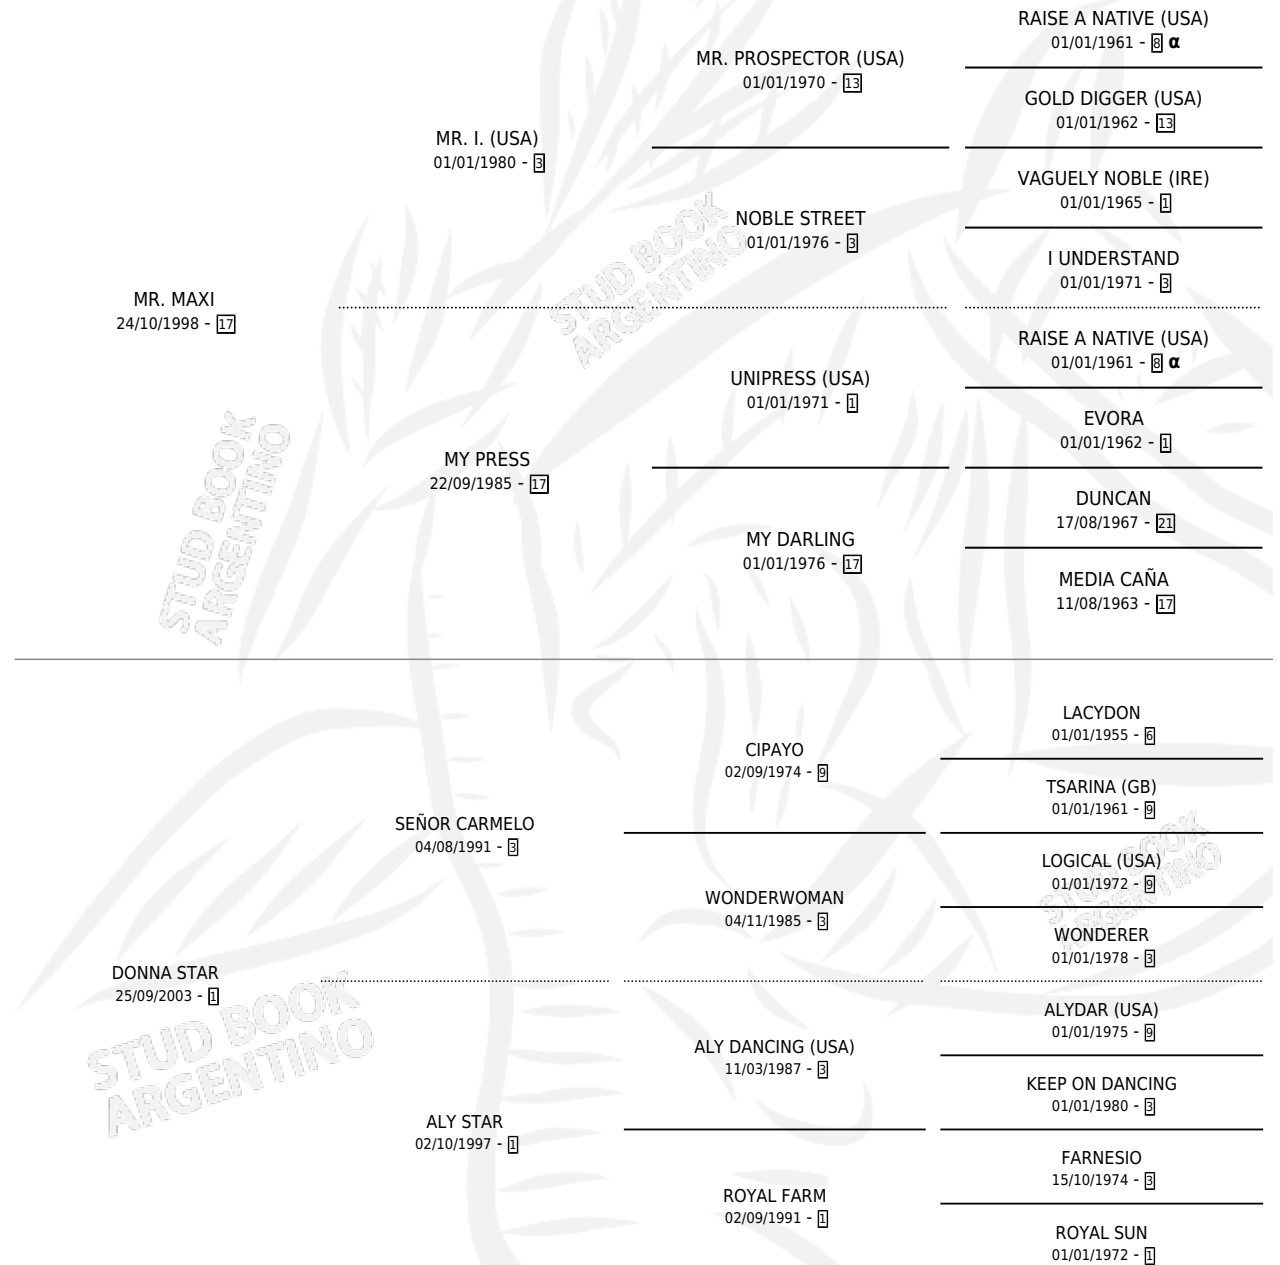 RAISE A NATIVE (USA)
01/01/1961 - 8 α
MR. PROSPECTOR (USA)
01/01/1970 - 13
GOLD DIGGER (USA)
01/01/1962 - 13
MR. I. (USA)
01/01/1980 - 3
VAGUELY NOBLE (IRE)
01/01/1965 - 1
NOBLE STREET
01/01/1976 - 3
I UNDERSTAND
01/01/1971 - 3
STUD BOOK
ARGENTINO
MR. MAXI
24/10/1998 - 17
RAISE A NATIVE (USA)
01/01/1961 - 8 α
UNIPRESS (USA)
01/01/1971 - 1
EVORA
01/01/1962 - 1
MY PRESS
22/09/1985 - 17
DUNCAN
17/08/1967 - 21
MY DARLING
01/01/1976 - 17
MEDIA CAÑA
11/08/1963 - 17
STUD BOOK
ARGENTINO
LACYDON
01/01/1955 - 6
CIPAYO
02/09/1974 - 9
TSARINA (GB)
01/01/1961 - 9
SEÑOR CARMELO
04/08/1991 - 3
LOGICAL (USA)
01/01/1972 - 9
WONDERWOMAN
04/11/1985 - 3
WONDERER
01/01/1978 - 3
STUD BOOK
ARGENTINO
DONNA STAR
25/09/2003 - 1
ALYDAR (USA)
01/01/1975 - 9
ALY DANCING (USA)
11/03/1987 - 3
KEEP ON DANCING
01/01/1980 - 3
ALY STAR
02/10/1997 - 1
FARNESIO
15/10/1974 - 3
ROYAL FARM
02/09/1991 - 1
ROYAL SUN
01/01/1972 - 1
STUD BOOK
ARGENTINO